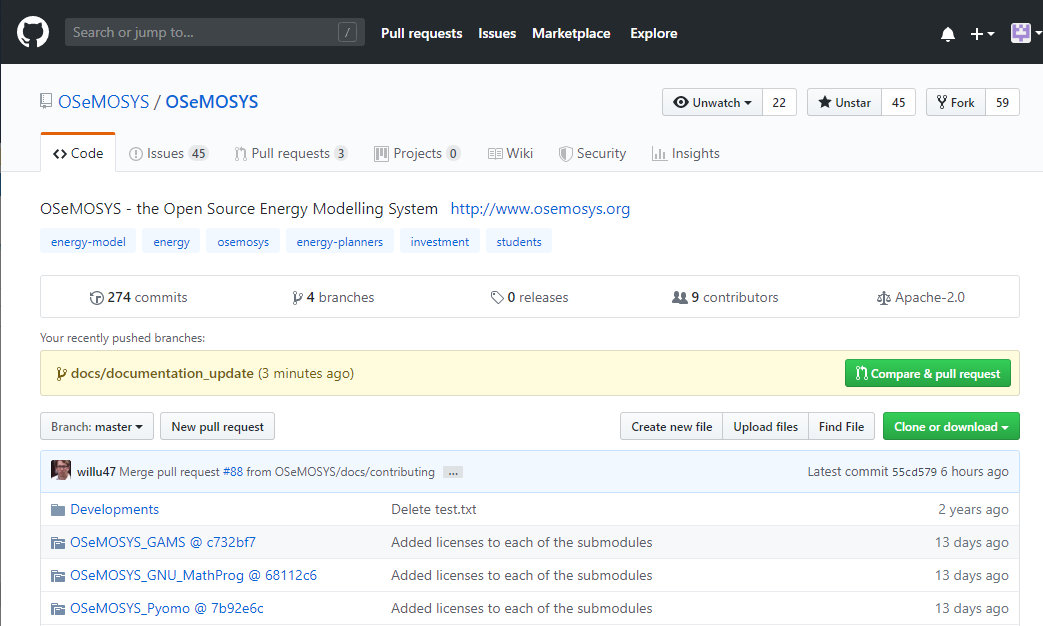 Search or jump to... / Pull requests Issues Marketplace Explore
OSeMOSYS / OSeMOSYS Unwatch 22 Unstar 45 Fork 59
Code Issues 45 Pull requests 3 Projects 0 Wiki Security Insights
OSeMOSYS - the Open Source Energy Modelling System http://www.osemosys.org
energy-model energy osemosys energy-planners investment students
274 commits 4 branches 0 releases 9 contributors Apache-2.0
Your recently pushed branches:
docs/documentation_update (3 minutes ago) Compare & pull request
Branch: master New pull request Create new file Upload files Find File Clone or download
willu47 Merge pull request #88 from OSeMOSYS/docs/contributing ... Latest commit 55cd579 6 hours ago
Developments Delete test.txt 2 years ago
OSeMOSYS_GAMS @ c732bf7 Added licenses to each of the submodules 13 days ago
OSeMOSYS_GNU_MathProg @ 68112c6 Added licenses to each of the submodules 13 days ago
OSeMOSYS_Pyomo @ 7b92e6c Added licenses to each of the submodules 13 days ago